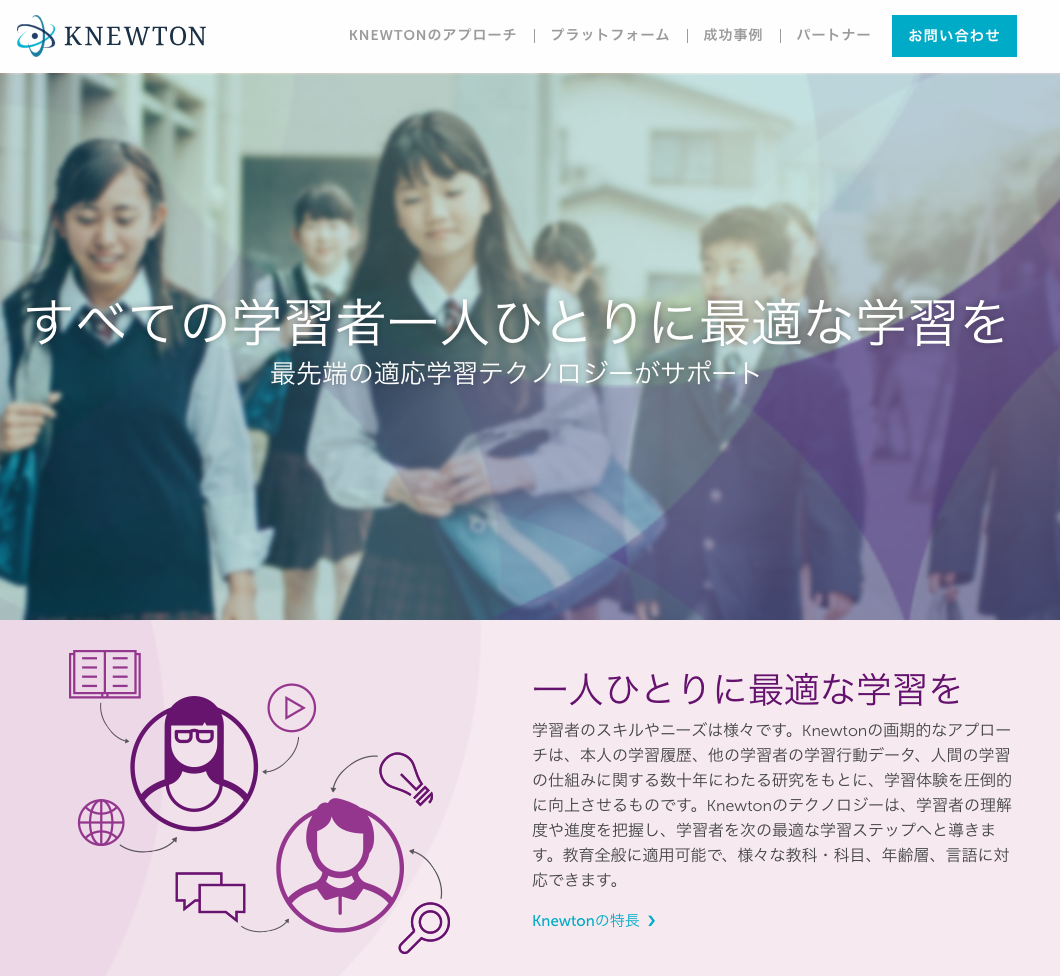 KNEWTON
KNEWTONのアプローチ
プラットフォーム
成功事例
パートナー
お問い合わせ
すべての学習者一人ひとりに最適な学習を
最先端の適応学習テクノロジーがサポート
一人ひとりに最適な学習を
学習者のスキルやニーズは様々です。Knewtonの画期的なアプロー
チは、本人の学習履歴、他の学習者の学習行動データ、人間の学習
の仕組みに関する数十年にわたる研究をもとに、学習体験を圧倒的
に向上させるものです。Knewtonのテクノロジーは、学習者の理解
度や進度を把握し、学習者を次の最適な学習ステップへと導きま
す。教育全般に適用可能で、様々な教科・科目、年齢層、言語に対
応できます。
Knewtonの特長 ❯